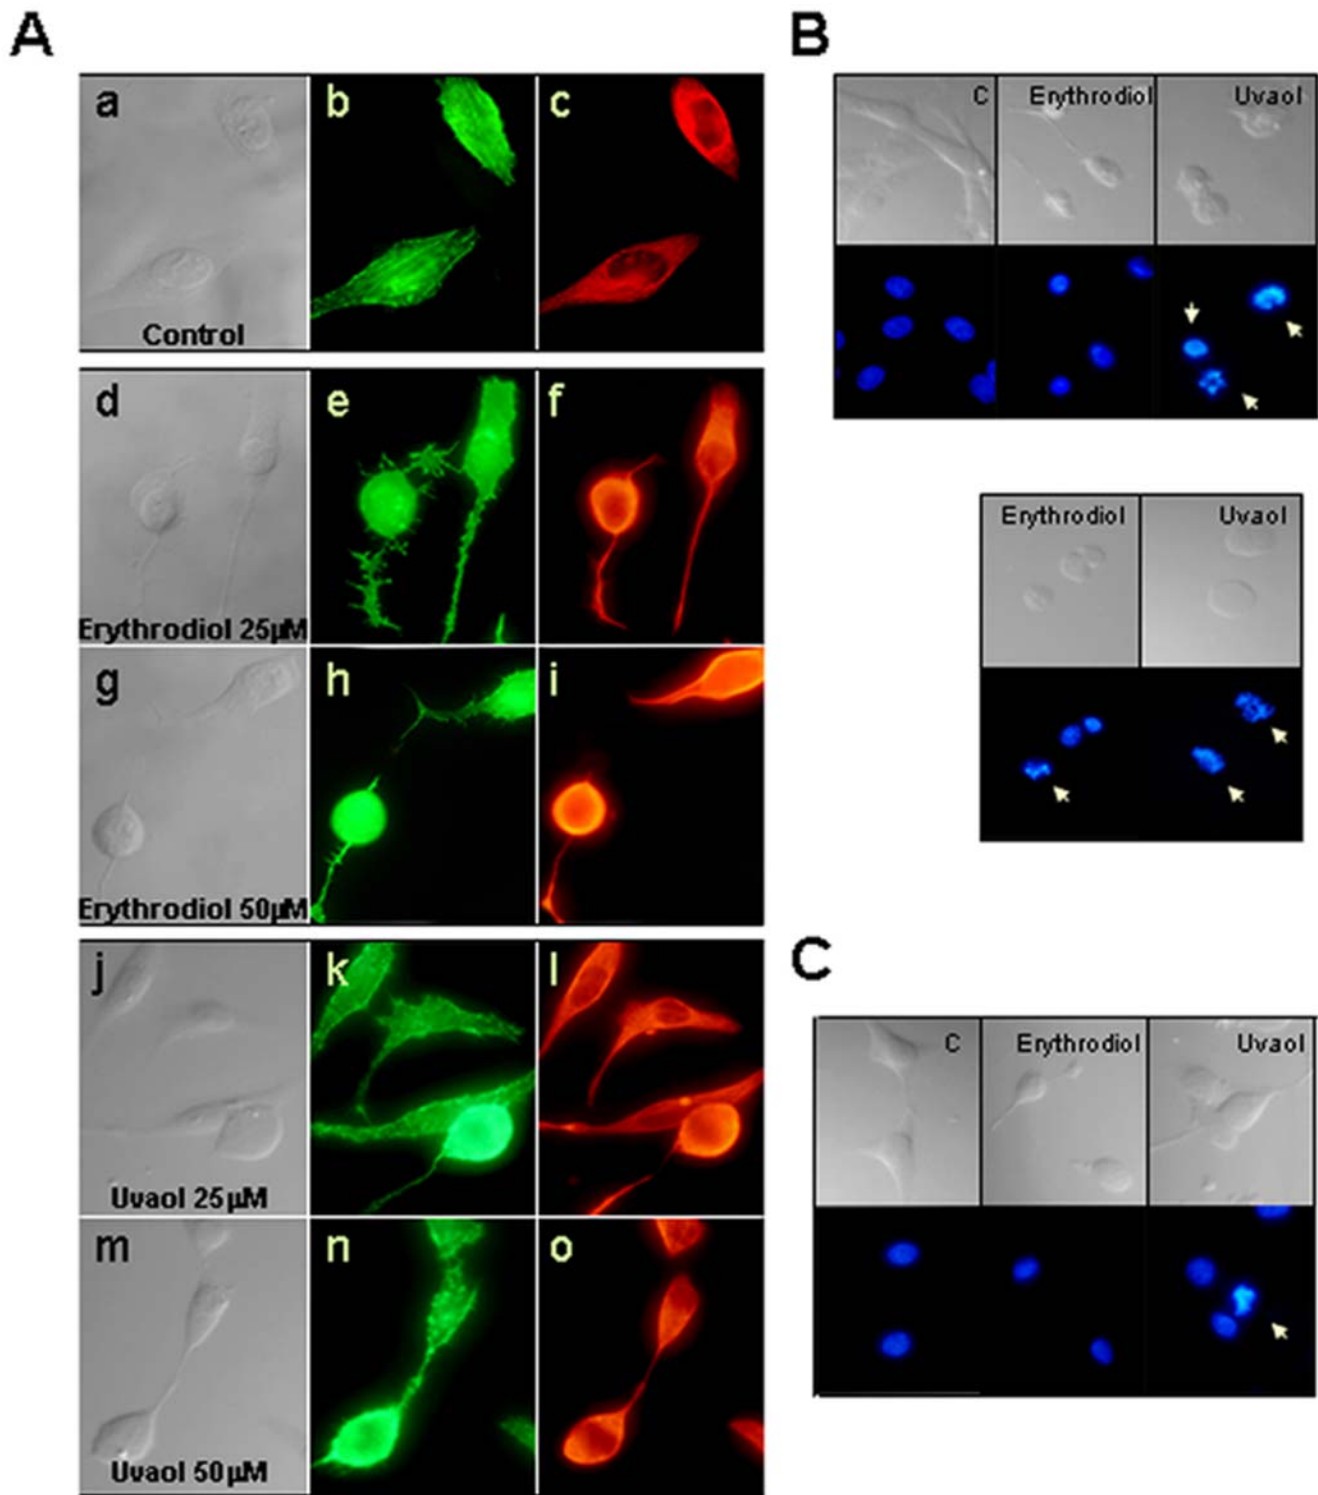 A
a
b
c
Control
d
e
f
Erythrodiol 25µM
g
h
i
Erythrodiol 50µM
j
k
l
Uvaol 25µM
m
n
o
Uvaol 50µM
B
C
Erythrodiol
Uvaol
Erythrodiol
Uvaol
C
C
Erythrodiol
Uvaol